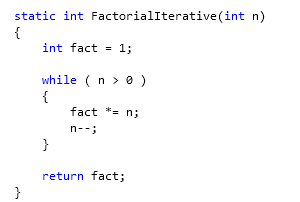 static int FactorialIterative(int n)
{
    int fact = 1;

    while ( n > 0 )
    {
        fact *= n;
        n--;
    }

    return fact;
}